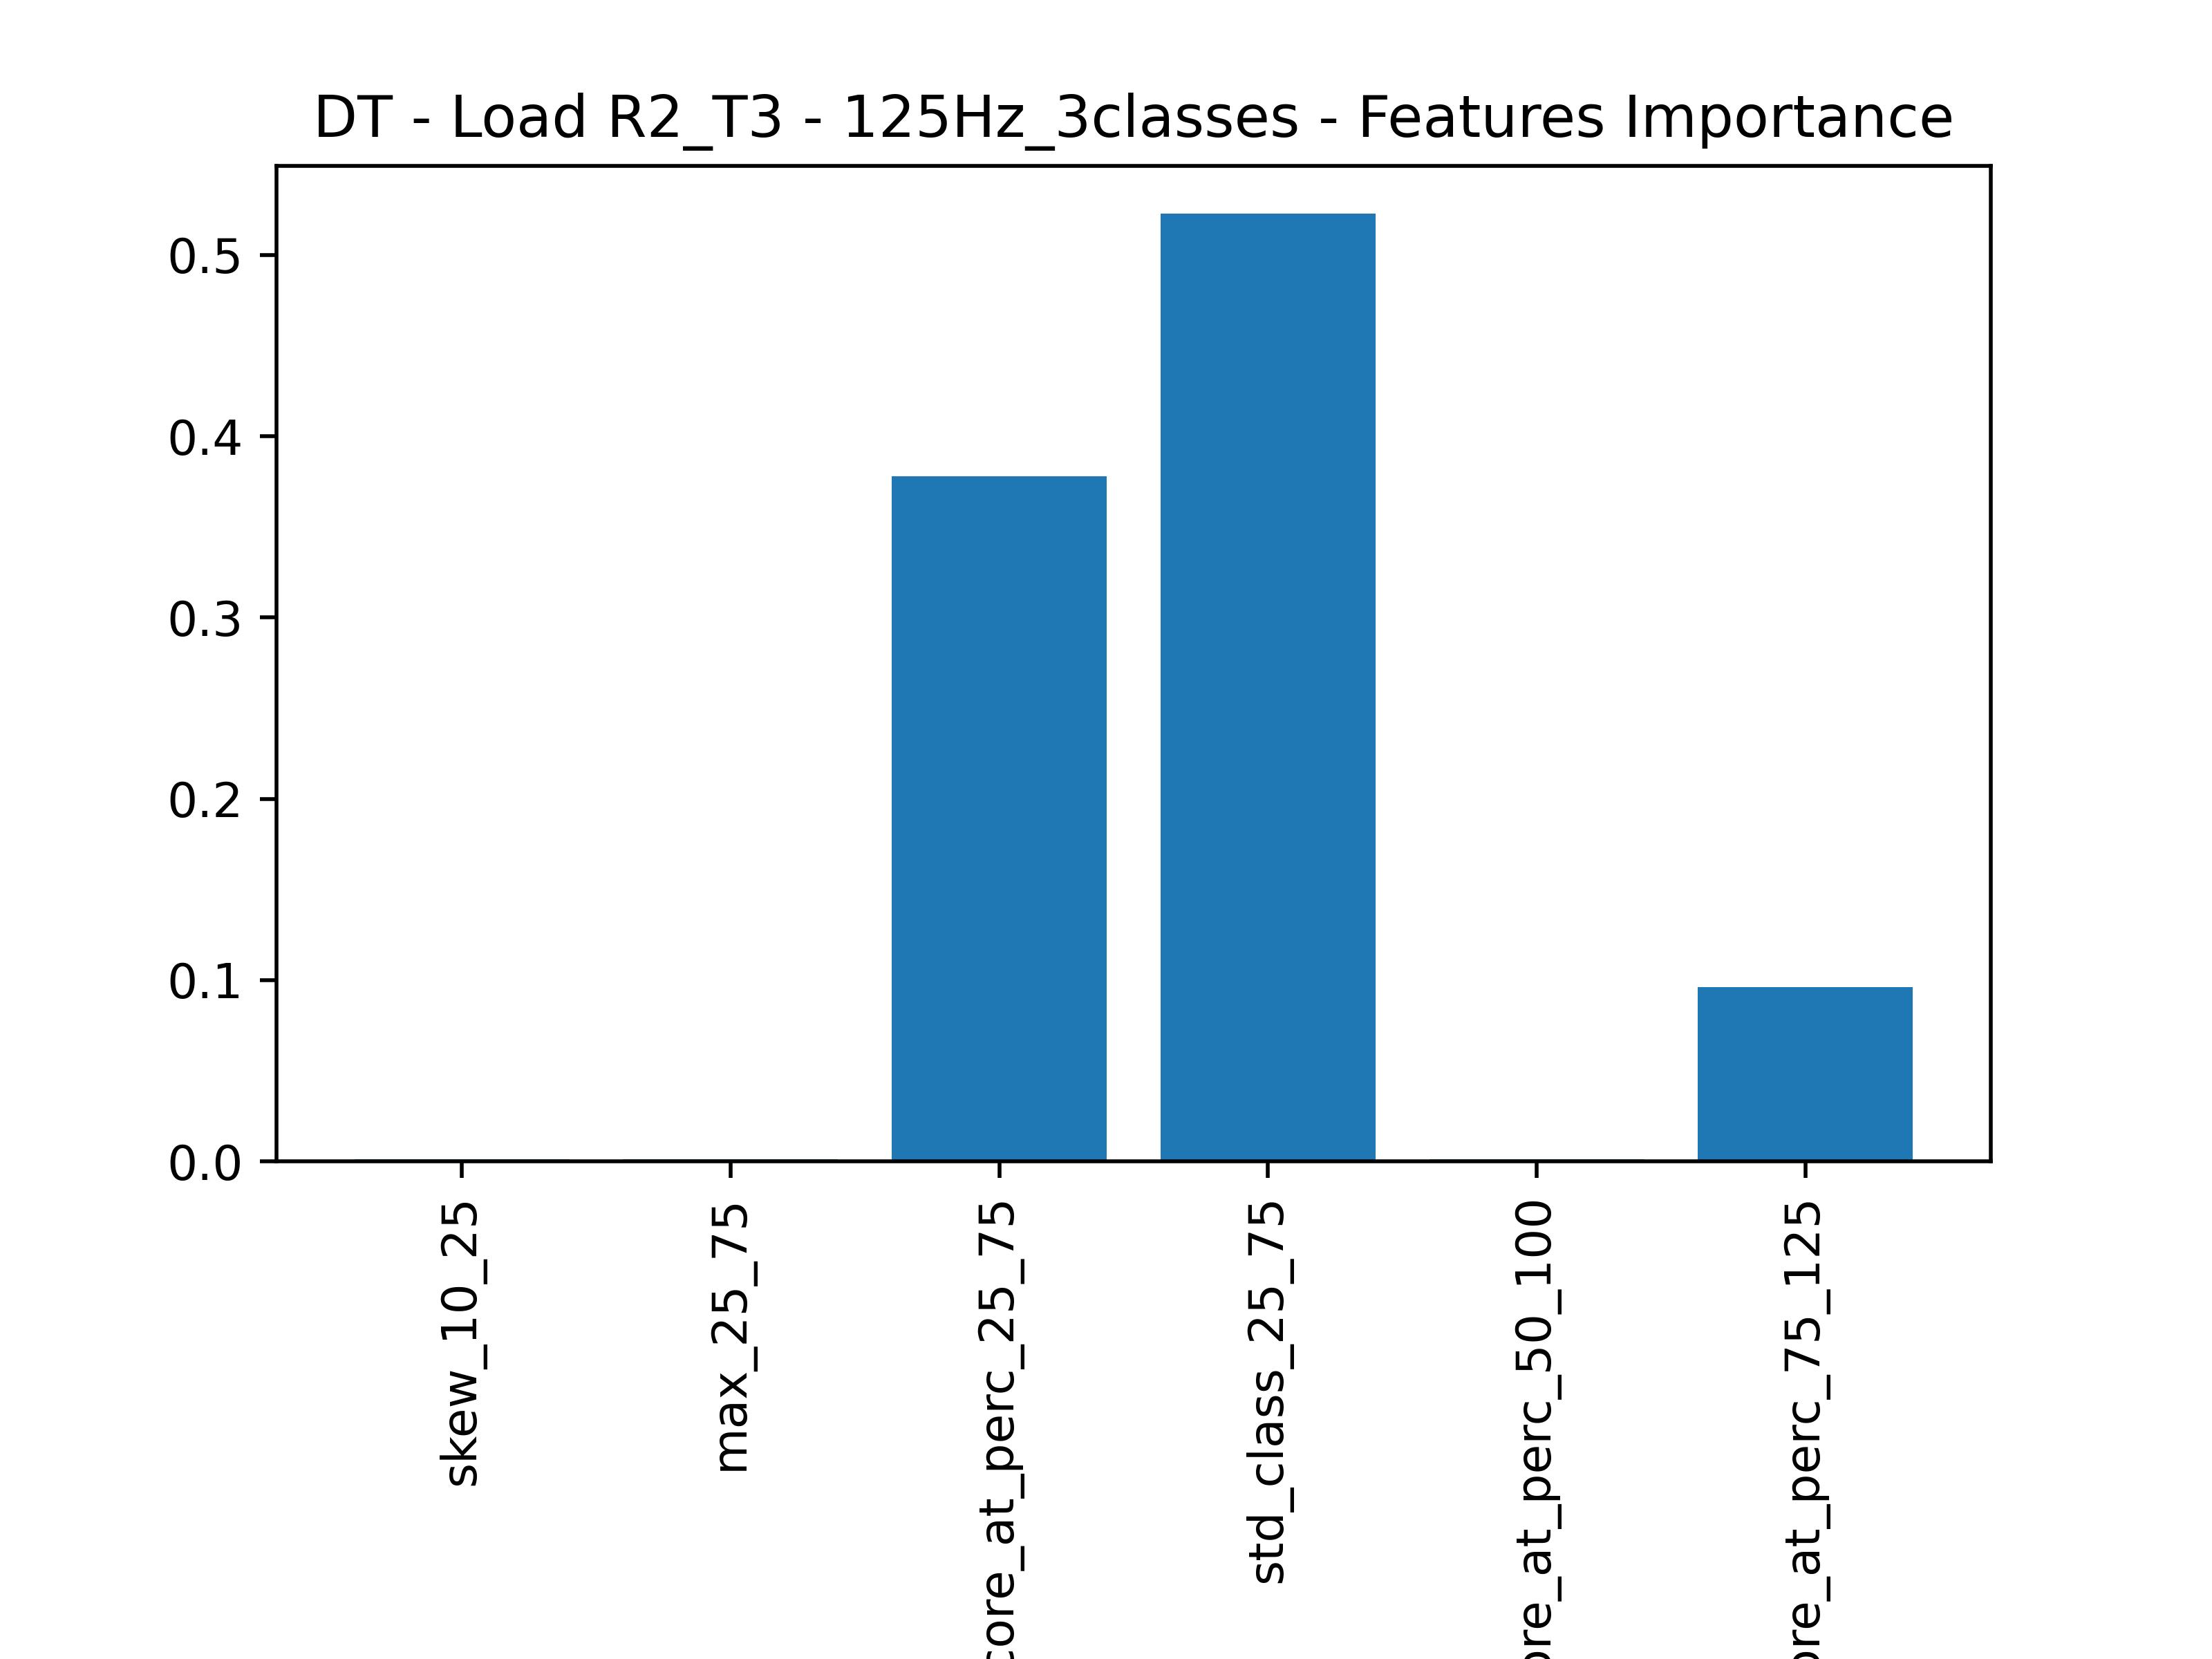 DT - Load R2_T3 - 125Hz_3classes - Features Importance
0.5
0.4
0.3
0.2
0.1
0.0
skew_10_25
max_25_75
core_at_perc_25_75
std_class_25_75
ore_at_perc_50_100
ore_at_perc_75_125